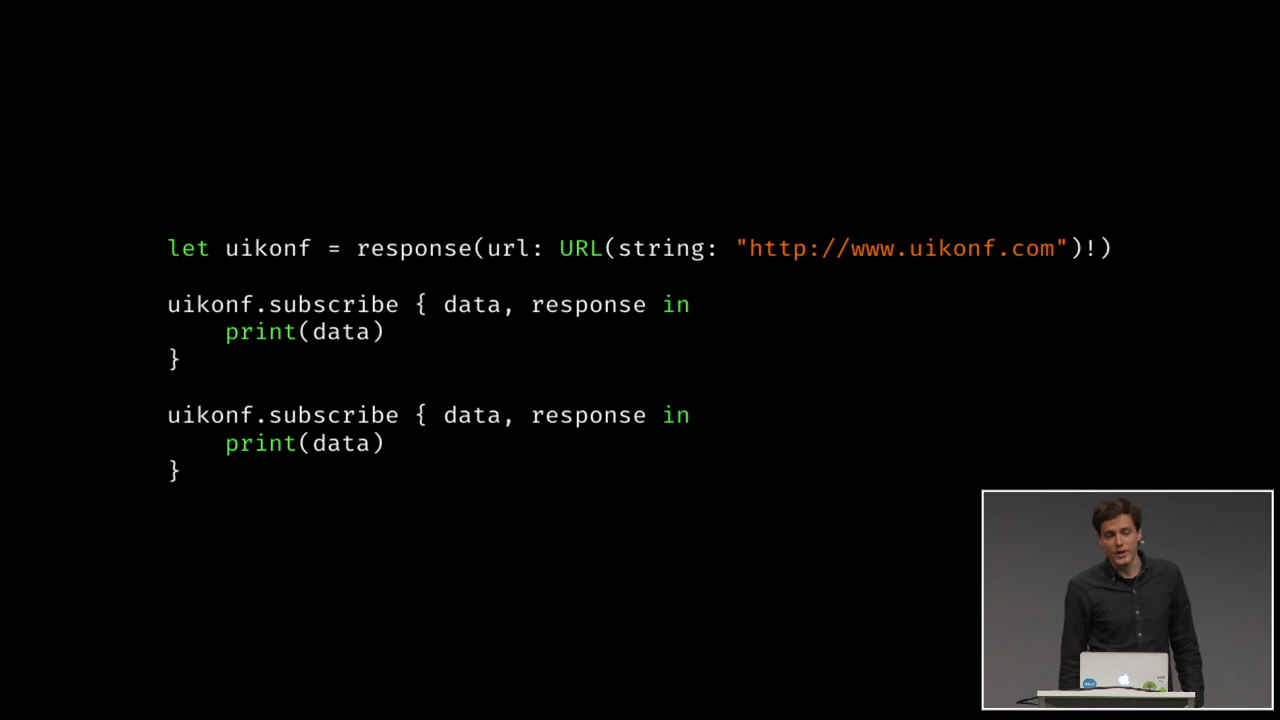 let uikonf = response(url: URL(string: "http://www.uikonf.com")!)
uikonf.subscribe { data, response in
print(data)
}
uikonf.subscribe { data, response in
print(data)
}